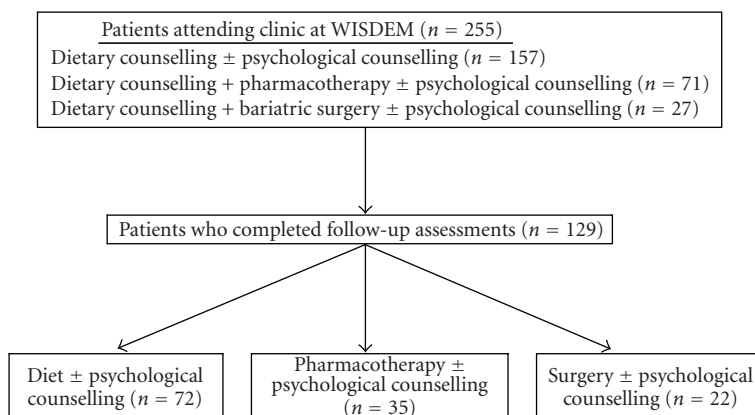 Patients attending clinic at WISDEM (n = 255)
Dietary counselling ± psychological counselling (n = 157)
Dietary counselling + pharmacotherapy ± psychological counselling (n = 71)
Dietary counselling + bariatric surgery ± psychological counselling (n = 27)
Patients who completed follow-up assessments (n = 129)
Diet ± psychological
counselling (n = 72)
Pharmacotherapy ±
psychological counselling
(n = 35)
Surgery ± psychological
counselling (n = 22)